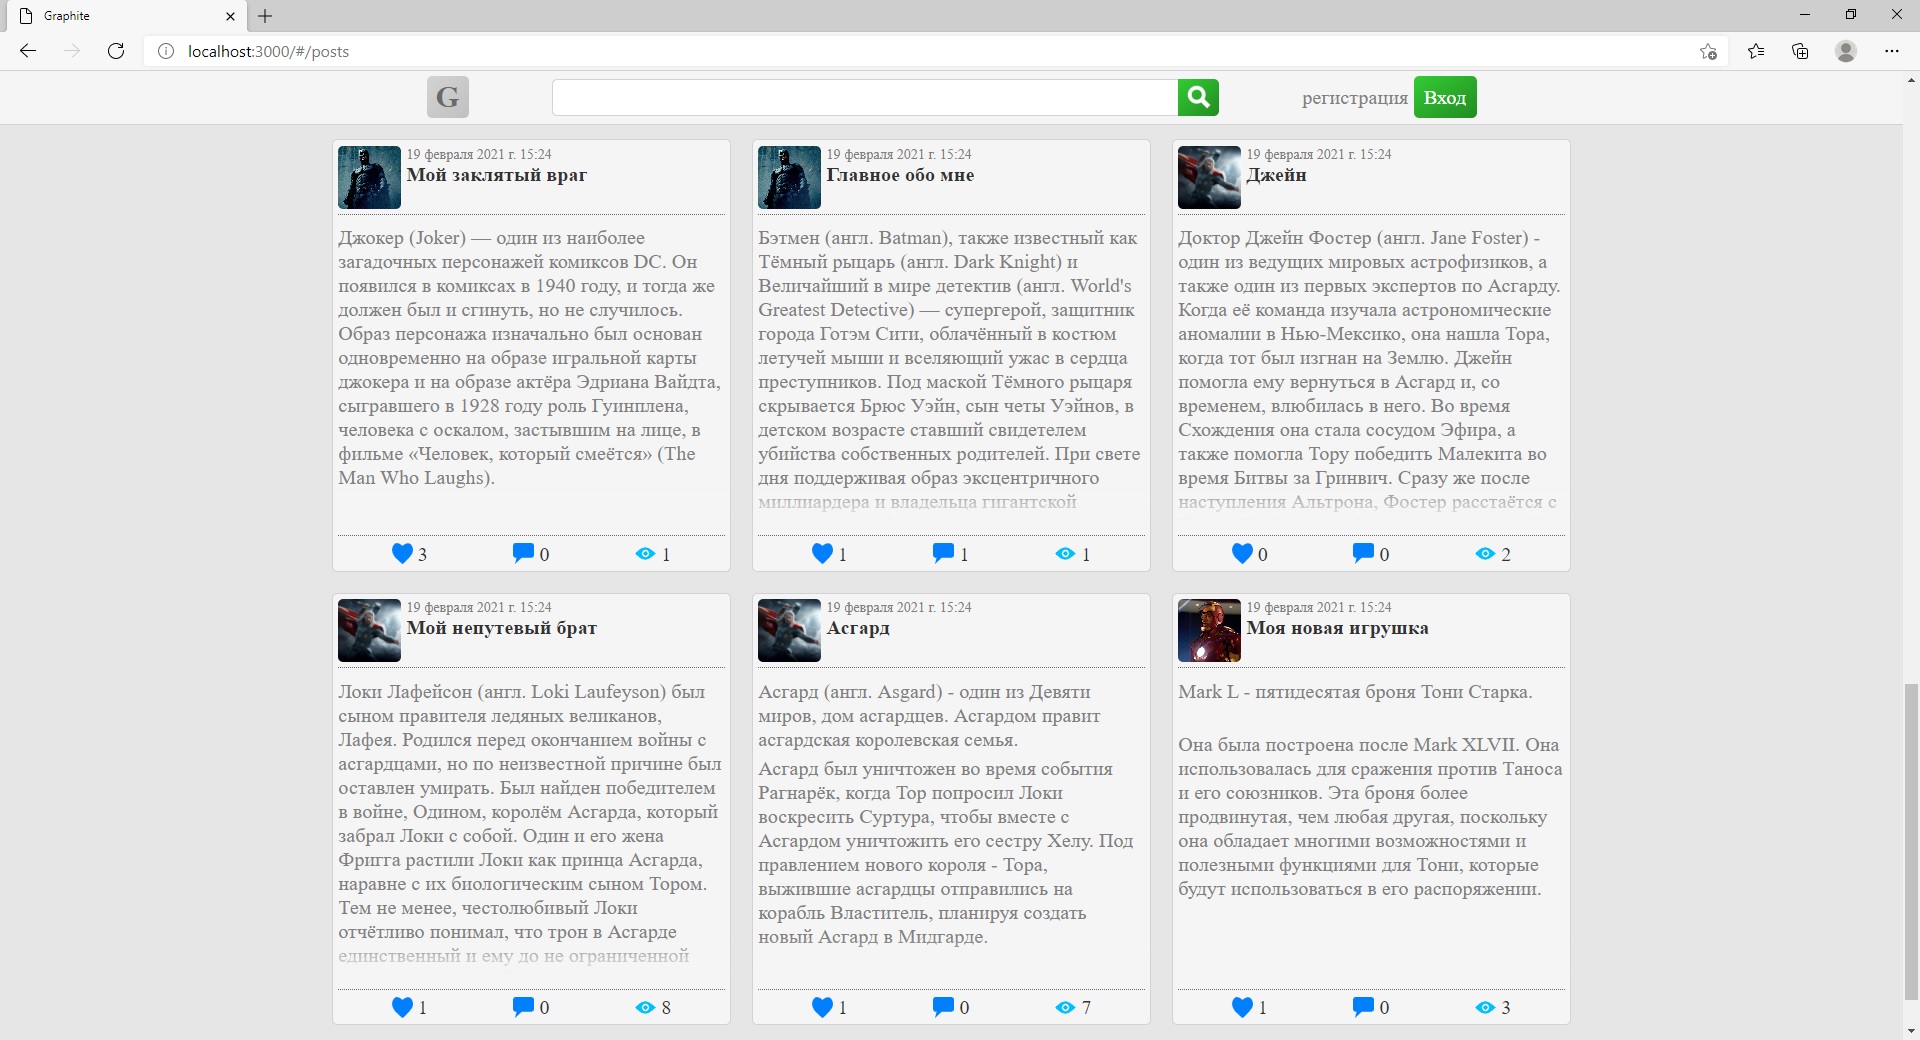 Graphite
localhost:3000/#/posts
G
регистрация
Вход
19 февраля 2021 г. 15:24
Мой заклятый враг
Джокер (Joker) — один из наиболее
загадочных персонажей комиксов DC. Он
появился в комиксах в 1940 году, и тогда же
должен был и сгинуть, но не случилось.
Образ персонажа изначально был основан
одновременно на образе игральной карты
джокера и на образе актёра Эдриана Вайдта,
сыгравшего в 1928 году роль Гуинплена,
человека с оскалом, застывшим на лице, в
фильме «Человек, который смеётся» (The
Man Who Laughs).
3 0 1
19 февраля 2021 г. 15:24
Главное обо мне
Бэтмен (англ. Batman), также известный как
Тёмный рыцарь (англ. Dark Knight) и
Величайший в мире детектив (англ. World's
Greatest Detective) — супергерой, защитник
города Готэм Сити, облачённый в костюм
летучей мыши и вселяющий ужас в сердца
преступников. Под маской Тёмного рыцаря
скрывается Брюс Уэйн, сын четы Уэйнов, в
детском возрасте ставший свидетелем
убийства собственных родителей. При свете
дня поддерживая образ эксцентричного
миллиардера и владельца гигантской
1 1 1
19 февраля 2021 г. 15:24
Джейн
Доктор Джейн Фостер (англ. Jane Foster) -
один из ведущих мировых астрофизиков, а
также один из первых экспертов по Асгарду.
Когда её команда изучала астрономические
аномалии в Нью-Мексико, она нашла Тора,
когда тот был изгнан на Землю. Джейн
помогла ему вернуться в Асгард и, со
временем, влюбилась в него. Во время
Схождения она стала сосудом Эфира, а
также помогла Тору победить Малекита во
время Битвы за Гринвич. Сразу же после
наступления Альтрона, Фостер расстаётся с
0 0 2
19 февраля 2021 г. 15:24
Мой непутевый брат
Локи Лафейсон (англ. Loki Laufeyson) был
сыном правителя ледяных великанов,
Лафея. Родился перед окончанием войны с
асгардцами, но по неизвестной причине был
оставлен умирать. Был найден победителем
в войне, Одином, королём Асгарда, который
забрал Локи с собой. Один и его жена
Фригга растили Локи как принца Асгарда,
наравне с их биологическим сыном Тором.
Тем не менее, честолюбивый Локи
отчётливо понимал, что трон в Асгарде
единственный и ему до не ограниченной
1 0 8
19 февраля 2021 г. 15:24
Асгард
Асгард (англ. Asgard) - один из Девяти
миров, дом асгардцев. Асгардом правит
асгардская королевская семья.
Асгард был уничтожен во время события
Рагнарёк, когда Тор попросил Локи
воскресить Суртура, чтобы вместе с
Асгардом уничтожить его сестру Хелу. Под
правлением нового короля - Тора,
выжившие асгардцы отправились на
корабль Властитель, планируя создать
новый Асгард в Мидгарде.
1 0 7
19 февраля 2021 г. 15:24
Моя новая игрушка
Mark L - пятидесятая броня Тони Старка.
Она была построена после Mark XLVII. Она
использовалась для сражения против Таноса
и его союзников. Эта броня более
продвинутая, чем любая другая, поскольку
она обладает многими возможностями и
полезными функциями для Тони, которые
будут использоваться в его распоряжении.
1 0 3